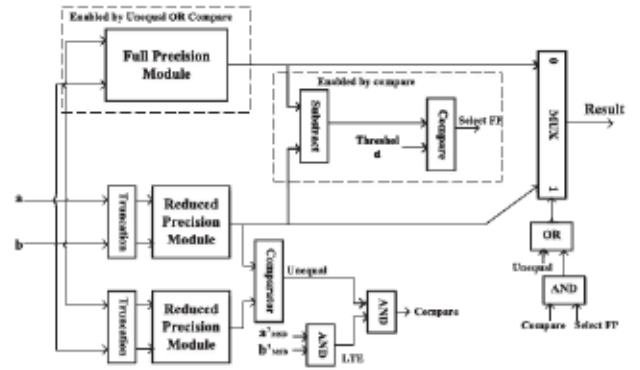 Enabled by Unequal OR Compare
Full Precision
Module
Enabled by compare
Substract
Threshol
d
Compare
Select FP
0
MUX
1
Result
a
b
Truncation
Reduced
Precision
Module
OR
Unequal
AND
Compare
Select FP
Truncation
Reduced
Precision
Module
Comparator
Unequal
AND
Compare
a'MSB
b'MSB
AND
LTE